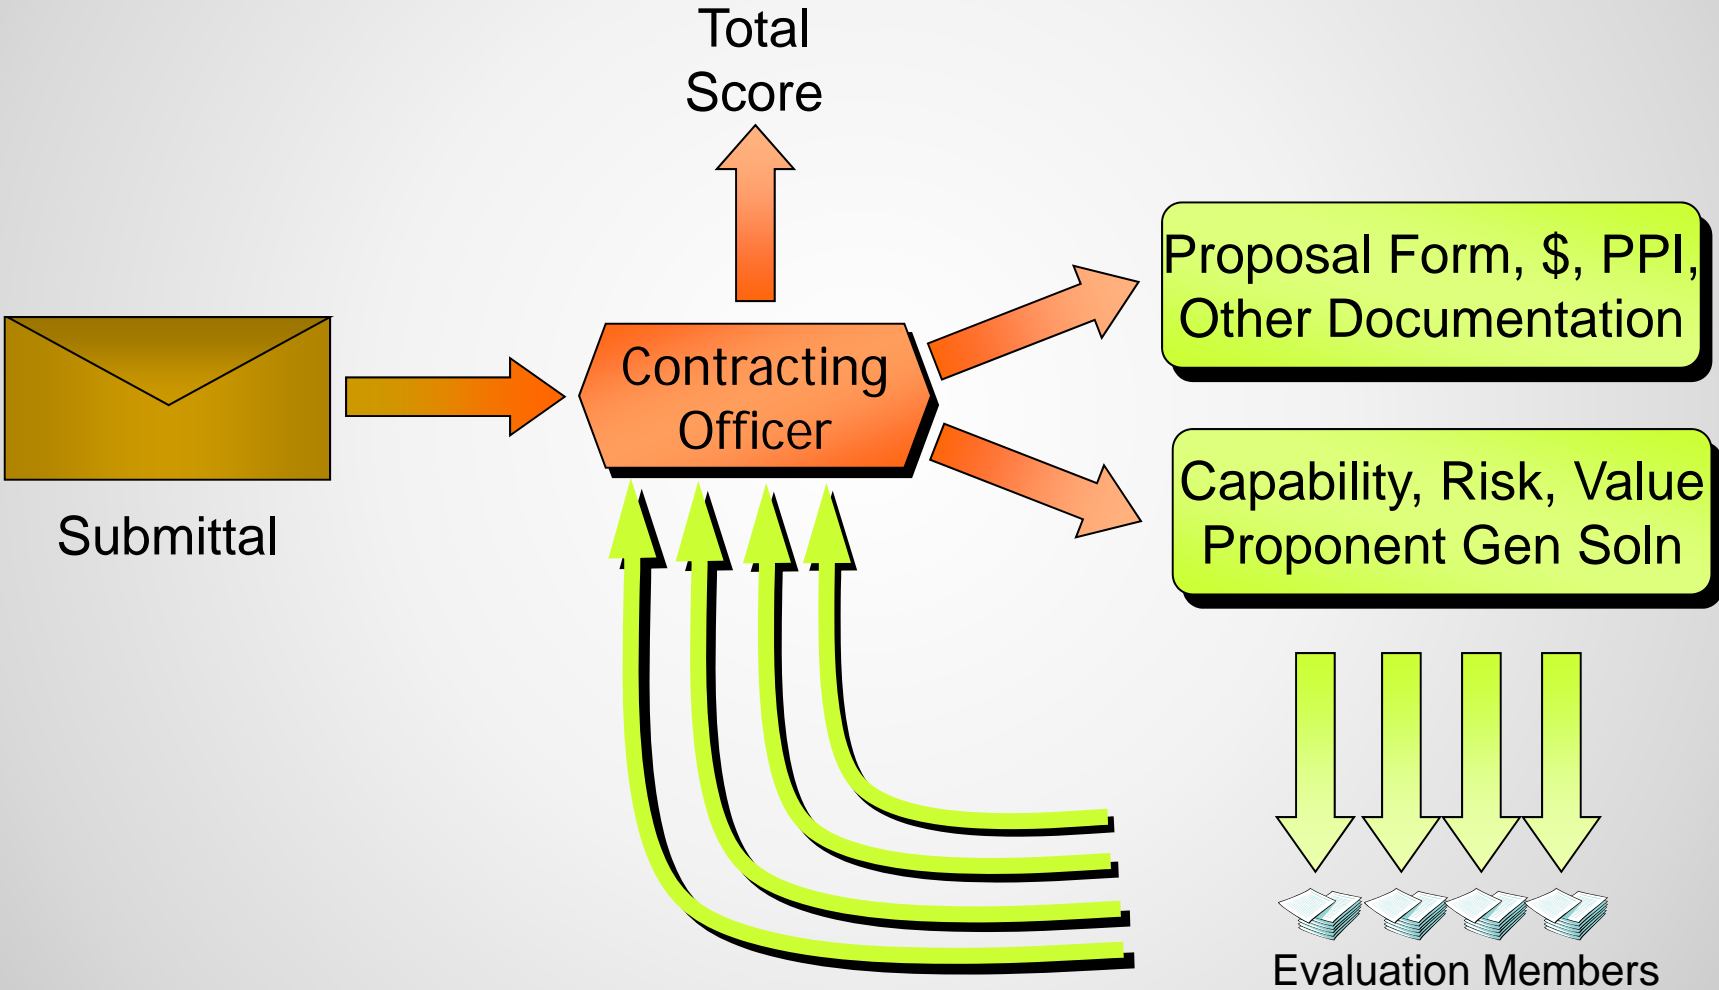 Total
Score
Proposal Form, $, PPI,
Other Documentation
Contracting
Officer
Capability, Risk, Value
Proponent Gen Soln
Submittal
Evaluation Members